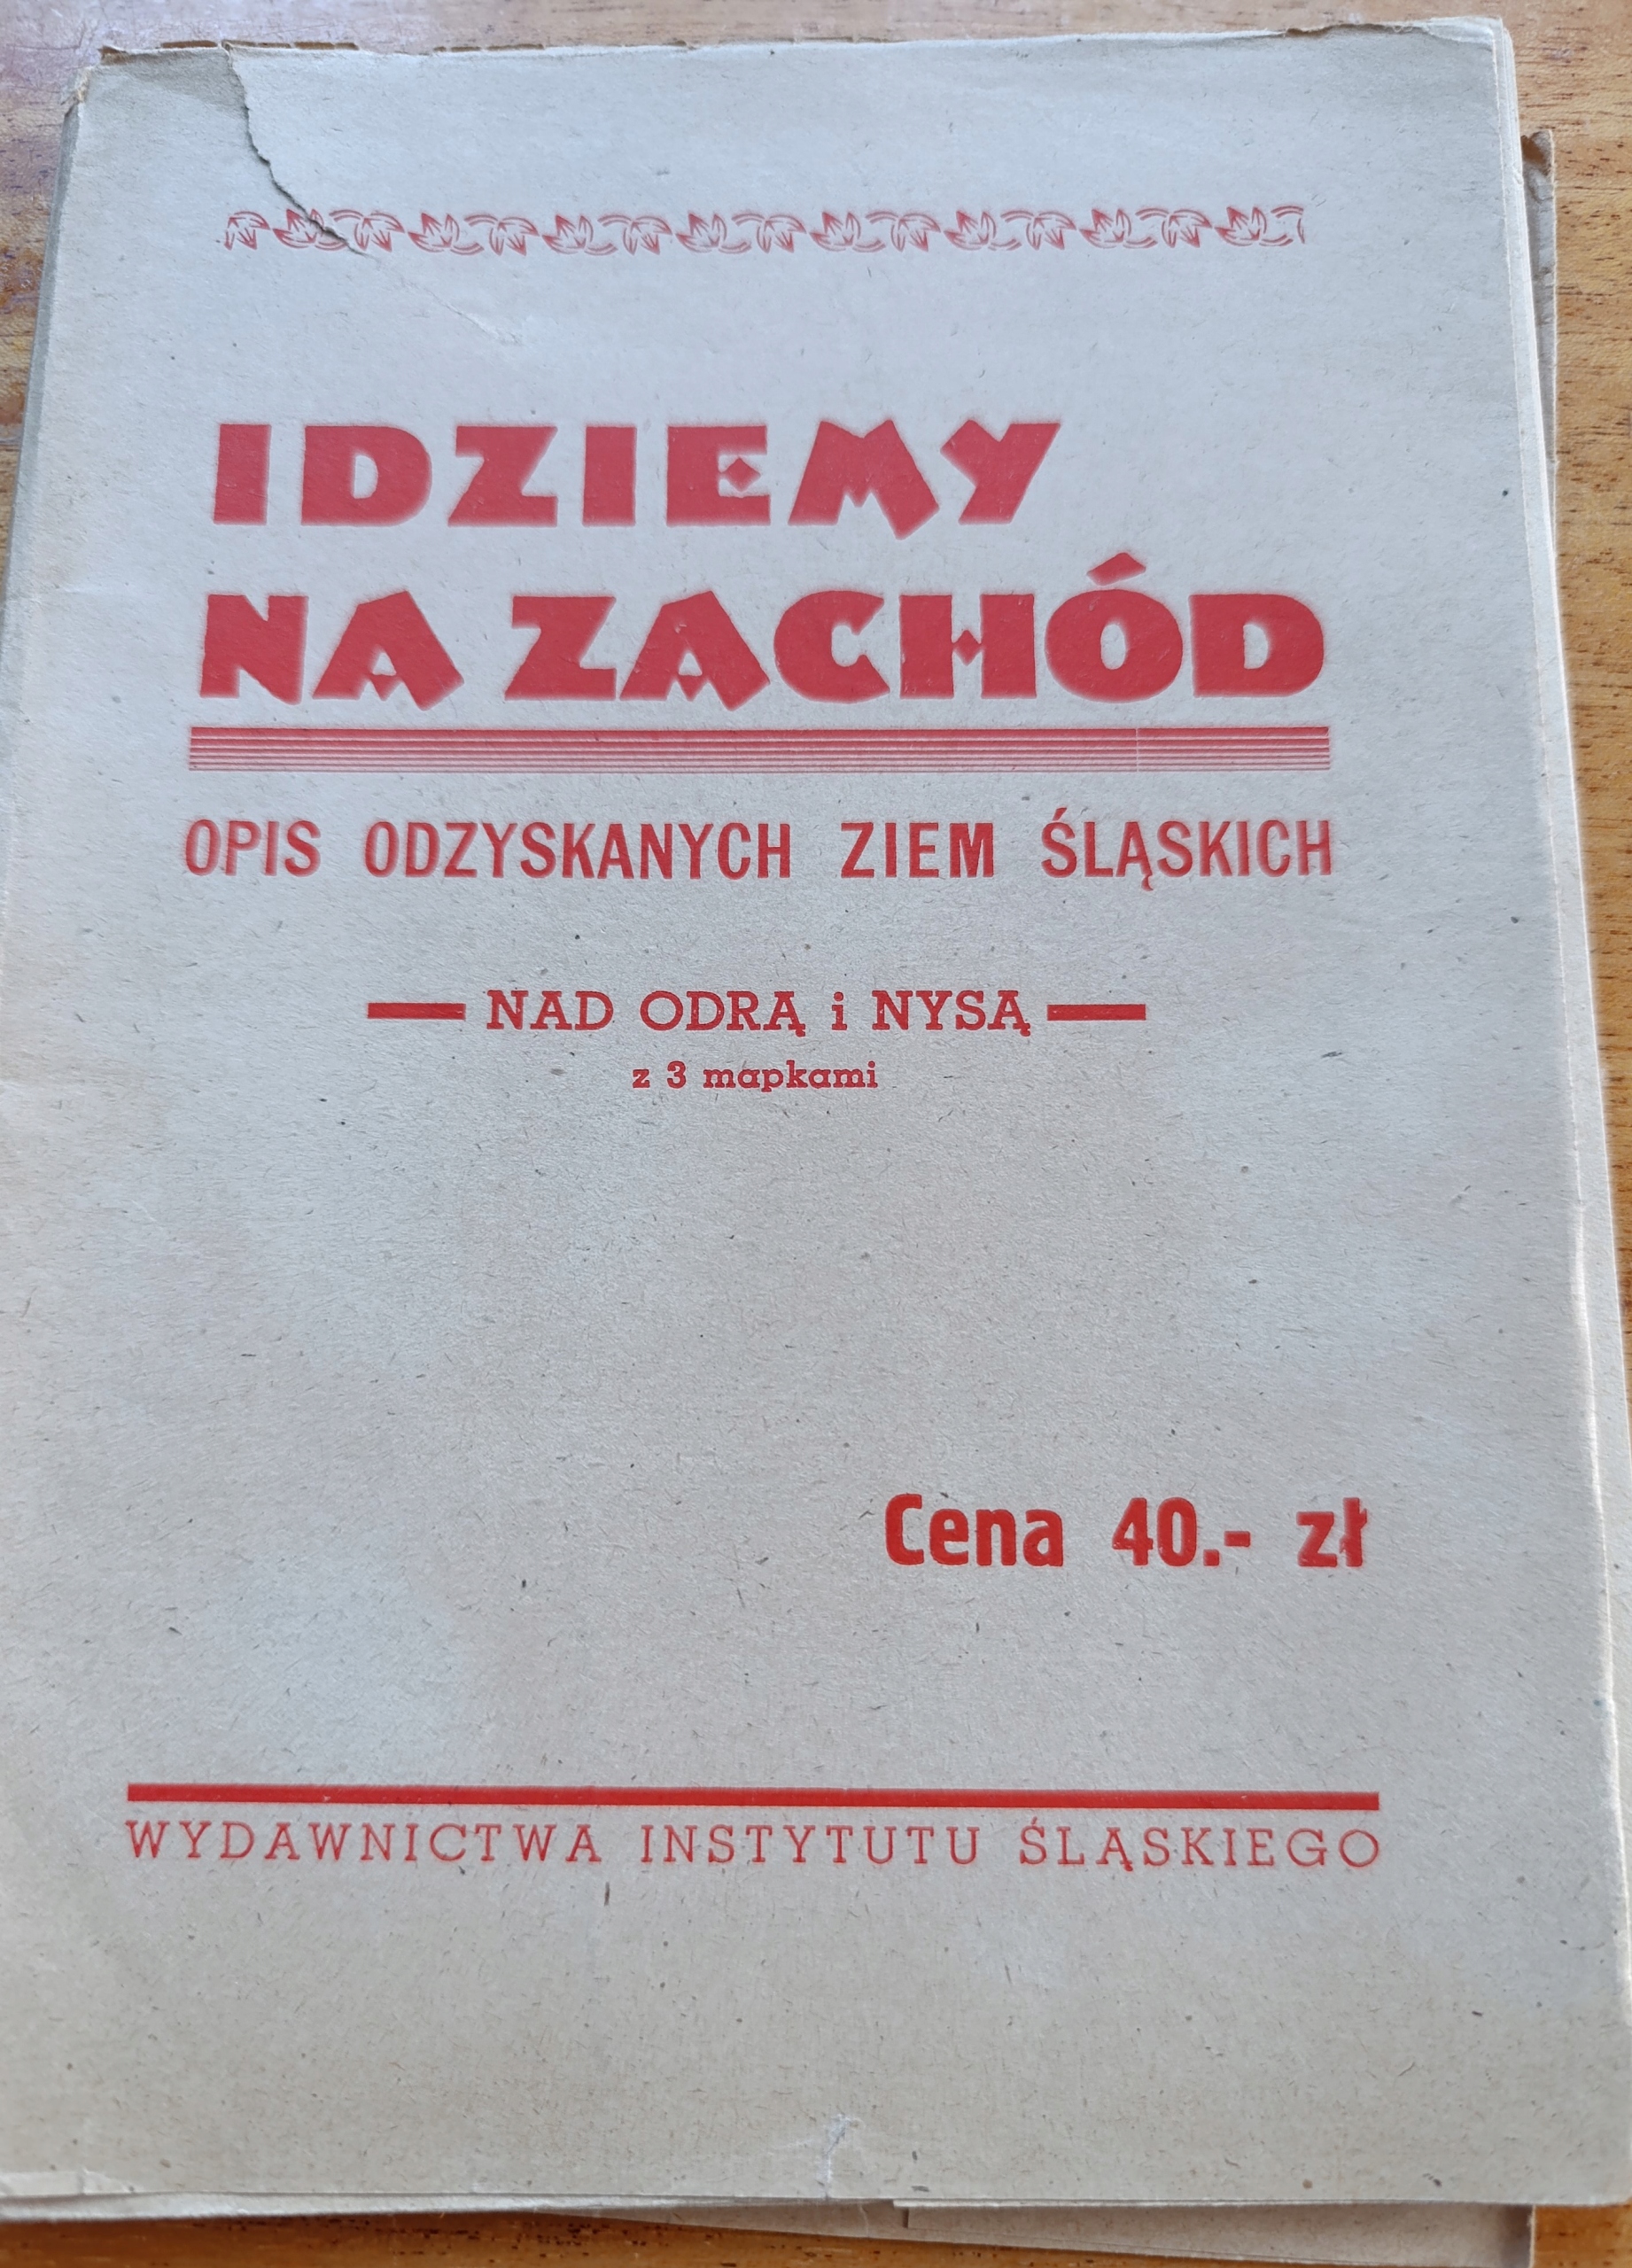 IDZIEMY
NA ZACHÓD
OPIS ODZYSKANYCH ZIEM ŚLĄSKICH
NAD ODRĄ i NYSĄ
z 3 mapkami
Cena 40.- zł
WYDAWNICTWA INSTYTUTU ŚLĄSKIEGO